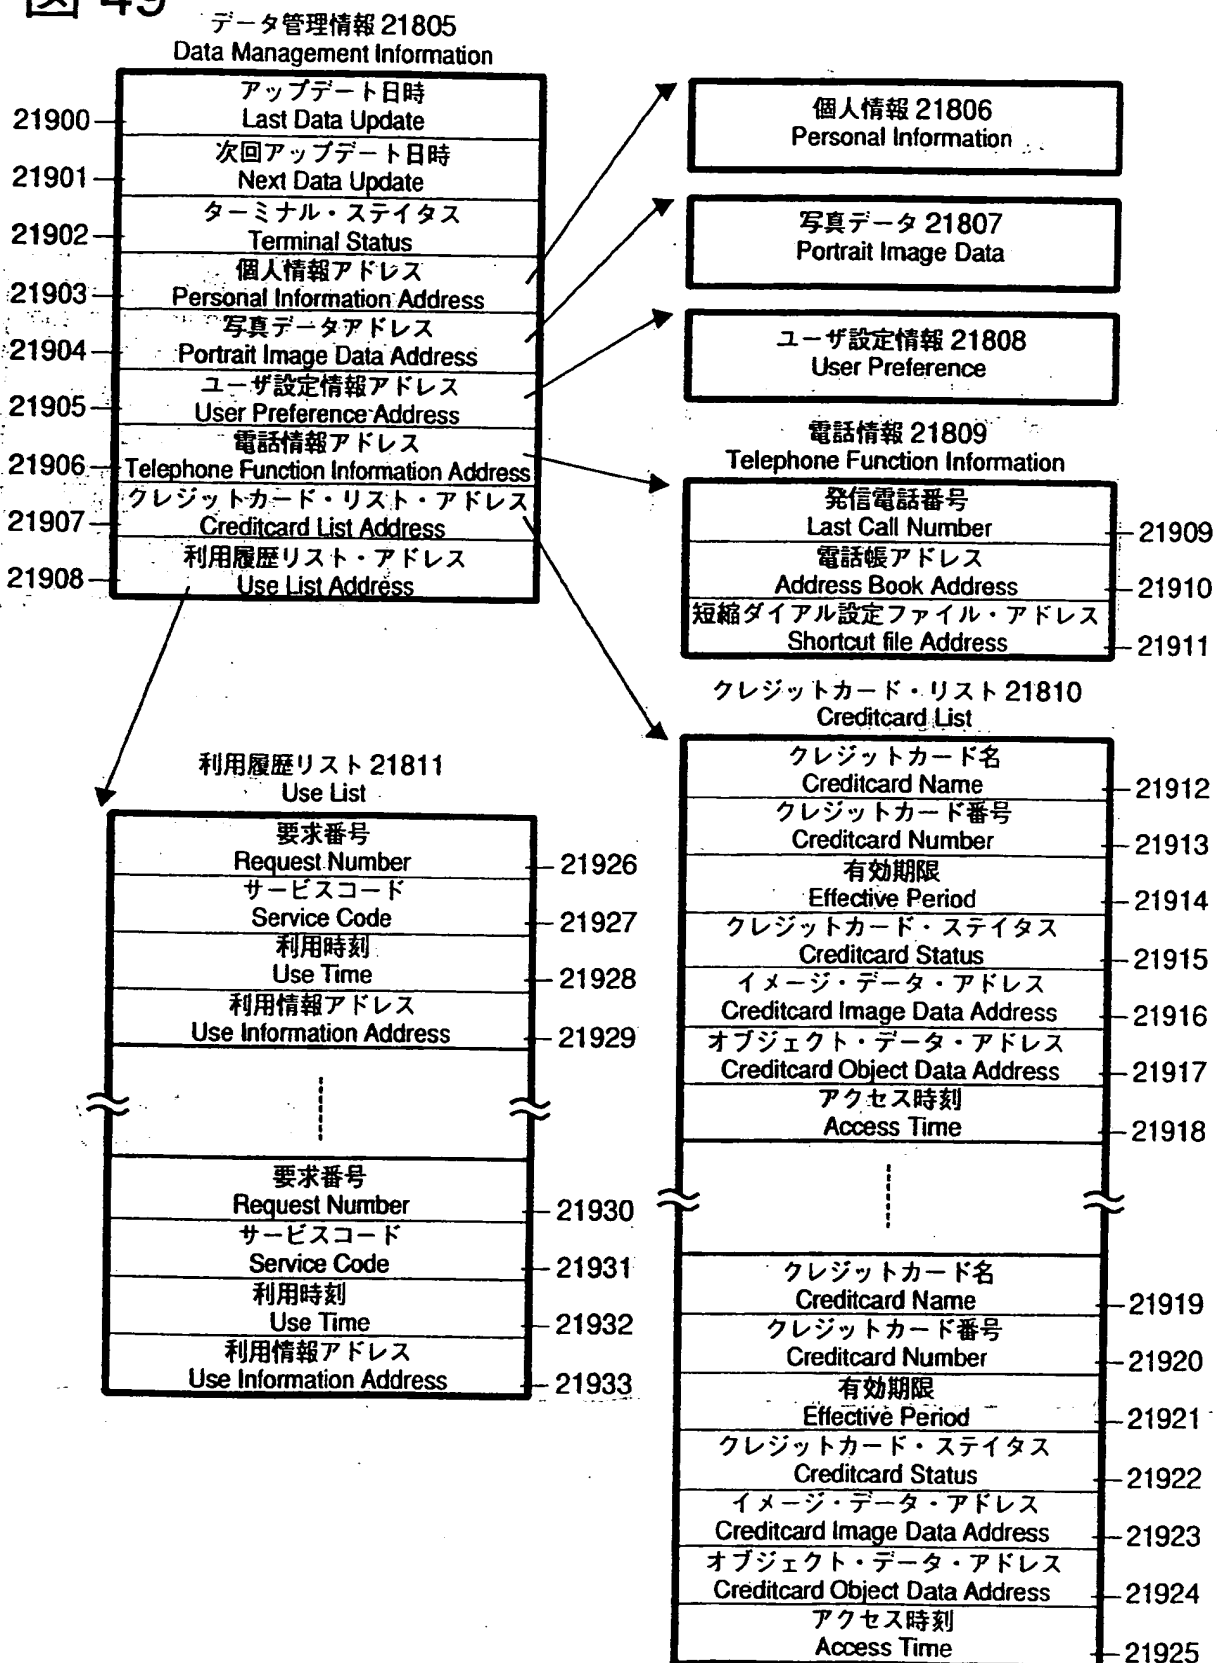 図 49
データ管理情報 21805
Data Management Information
アップデート日時
Last Data Update
21900
次回アップデート日時
Next Data Update
21901
ターミナル・ステイタス
Terminal Status
21902
個人情報アドレス
Personal Information Address
21903
写真データアドレス
Portrait Image Data Address
21904
ユーザ設定情報アドレス
User Preference Address
21905
電話情報アドレス
Telephone Function Information Address
21906
クレジットカード・リスト・アドレス
Creditcard List Address
21907
利用履歴リスト・アドレス
Use List Address
21908
個人情報 21806
Personal Information
写真データ 21807
Portrait Image Data
ユーザ設定情報 21808
User Preference
電話情報 21809
Telephone Function Information
発信電話番号
Last Call Number
21909
電話帳アドレス
Address Book Address
21910
短縮ダイアル設定ファイル・アドレス
Shortcut file Address
21911
クレジットカード・リスト 21810
Creditcard List
クレジットカード名
Creditcard Name
21912
クレジットカード番号
Creditcard Number
21913
有効期限
Effective Period
21914
クレジットカード・ステイタス
Creditcard Status
21915
イメージ・データ・アドレス
Creditcard Image Data Address
21916
オブジェクト・データ・アドレス
Creditcard Object Data Address
21917
アクセス時刻
Access Time
21918
クレジットカード名
Creditcard Name
21919
クレジットカード番号
Creditcard Number
21920
有効期限
Effective Period
21921
クレジットカード・ステイタス
Creditcard Status
21922
イメージ・データ・アドレス
Creditcard Image Data Address
21923
オブジェクト・データ・アドレス
Creditcard Object Data Address
21924
アクセス時刻
Access Time
21925
利用履歴リスト 21811
Use List
要求番号
Request Number
21926
サービスコード
Service Code
21927
利用時刻
Use Time
21928
利用情報アドレス
Use Information Address
21929
要求番号
Request Number
21930
サービスコード
Service Code
21931
利用時刻
Use Time
21932
利用情報アドレス
Use Information Address
21933